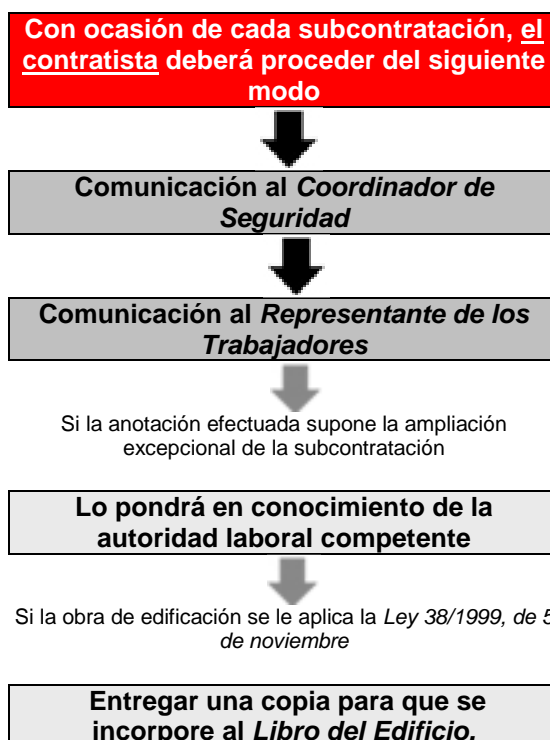 Con ocasión de cada subcontratación, el
contratista deberá proceder del siguiente
modo
Comunicación al Coordinador de
Seguridad
Comunicación al Representante de los
Trabajadores
Si la anotación efectuada supone la ampliación
excepcional de la subcontratación
Lo pondrá en conocimiento de la
autoridad laboral competente
Si la obra de edificación se le aplica la Ley 38/1999, de 5
de noviembre
Entregar una copia para que se
incorpore al Libro del Edificio.